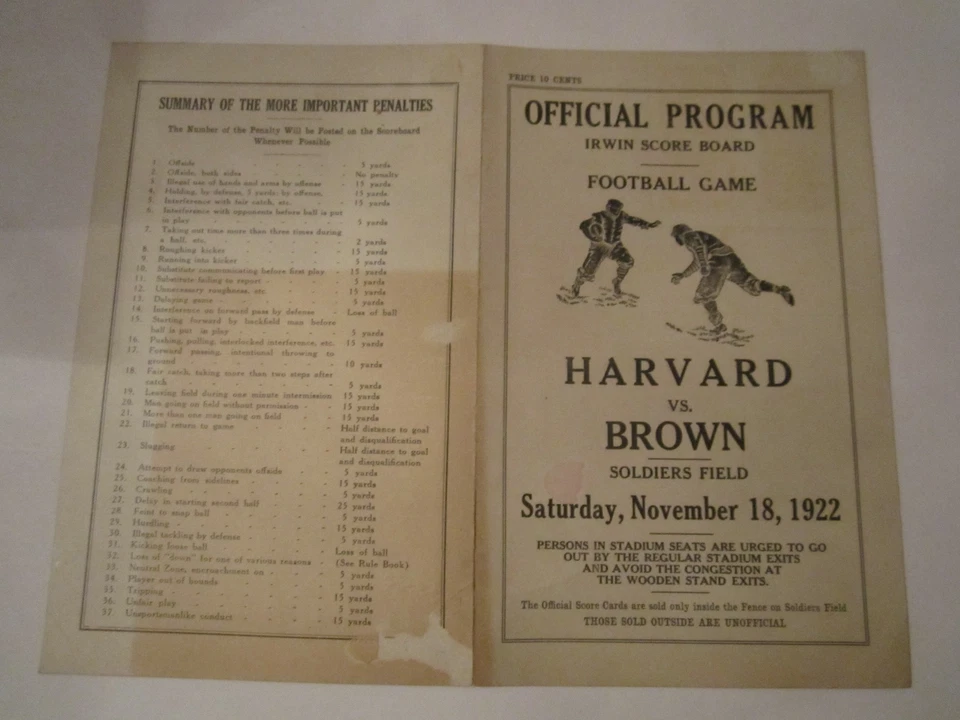 SUMMARY OF THE MORE IMPORTANT PENALTIES
The Number of the Penalty Will be Posted on the Scoreboard
Whenever Possible
1. Offside - - - - - 5 yards
2. Offside, both sides - - - - No penalty
3. Illegal use of hands and arms by offense - 15 yards
4. Holding, by defense, 5 yards; by offense, 15 yards
5. Interference with fair catch, etc. - - 15 yards
6. Interference with opponents before ball is put
in play - - - - - - 5 yards
7. Taking out time more than three times during
a half, etc. - - - - - 2 yards
8. Roughing kicker - - - - 15 yards
9. Running into kicker - - - - 5 yards
10. Substitute communicating before first play - 15 yards
11. Substitute failing to report - - - 5 yards
12. Unnecessary roughness, etc. - - - 15 yards
13. Delaying game - - - - 5 yards
14. Interference on forward pass by defense - Loss of ball
15. Starting forward by backfield man before
ball is put in play - - - - 5 yards
16. Pushing, pulling, interlocked interference, etc. 15 yards
17. Forward passing, intentional throwing to
ground - - - - - - 10 yards
18. Fair catch, taking more than two steps after
catch - - - - - - 5 yards
19. Leaving field during one minute intermission 15 yards
20. Men going on field without permission - - 15 yards
21. More than one man going on field - - 15 yards
22. Illegal return to game - - - - Half distance to goal
and disqualification
23. Slugging - - - - - Half distance to goal
and disqualification
24. Attempt to draw opponents offside - - 5 yards
25. Coaching from sidelines - - - 15 yards
26. Crawling - - - - - 5 yards
27. Delay in starting second half - - - 25 yards
28. Feint to snap ball - - - - 5 yards
29. Hurdling - - - - - 15 yards
30. Illegal tackling by defense - - - 5 yards
31. Kicking loose ball - - - - Loss of ball
32. Loss of "down" for one of various reasons - (See Rule Book)
33. Neutral Zone, encroachment on - - - 5 yards
34. Player out of bounds - - - - 5 yards
35. Tripping - - - - - 15 yards
36. Unfair play - - - - - 5 yards
37. Unsportsmanlike conduct - - - - 15 yards
PRICE 10 CENTS
OFFICIAL PROGRAM
IRWIN SCORE BOARD
FOOTBALL GAME
HARVARD
VS.
BROWN
SOLDIERS FIELD
Saturday, November 18, 1922
PERSONS IN STADIUM SEATS ARE URGED TO GO
OUT BY THE REGULAR STADIUM EXITS
AND AVOID THE CONGESTION AT
THE WOODEN STAND EXITS.
The Official Score Cards are sold only inside the Fence on Soldiers Field
THOSE SOLD OUTSIDE ARE UNOFFICIAL